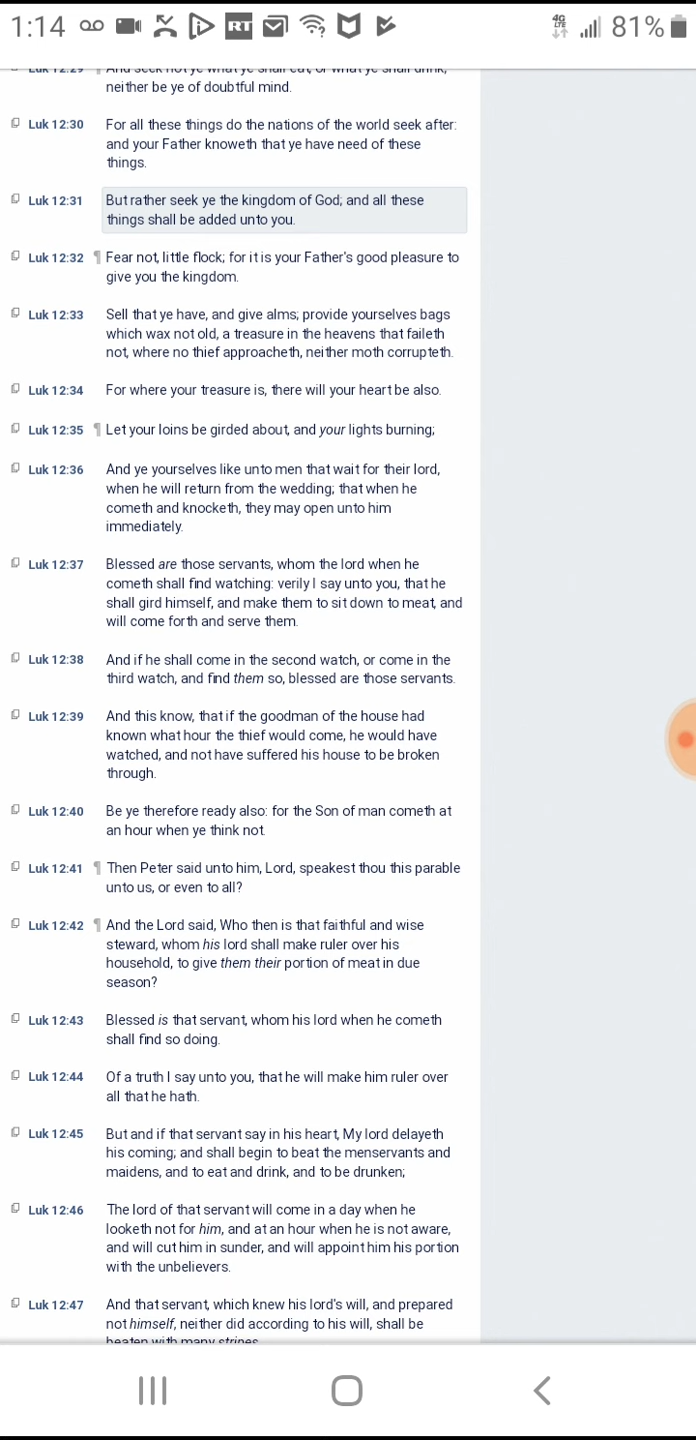 1:14
RT
4G
LTE
81%
Luk 12:29 ¶ And seek not ye what ye shall eat, or what ye shall drink,
neither be ye of doubtful mind.
Luk 12:30 For all these things do the nations of the world seek after:
and your Father knoweth that ye have need of these
things.
Luk 12:31 But rather seek ye the kingdom of God; and all these
things shall be added unto you.
Luk 12:32 ¶ Fear not, little flock; for it is your Father's good pleasure to
give you the kingdom.
Luk 12:33 Sell that ye have, and give alms; provide yourselves bags
which wax not old, a treasure in the heavens that faileth
not, where no thief approacheth, neither moth corrupteth.
Luk 12:34 For where your treasure is, there will your heart be also.
Luk 12:35 ¶ Let your loins be girded about, and your lights burning;
Luk 12:36 And ye yourselves like unto men that wait for their lord,
when he will return from the wedding; that when he
cometh and knocketh, they may open unto him
immediately.
Luk 12:37 Blessed are those servants, whom the lord when he
cometh shall find watching: verily I say unto you, that he
shall gird himself, and make them to sit down to meat, and
will come forth and serve them.
Luk 12:38 And if he shall come in the second watch, or come in the
third watch, and find them so, blessed are those servants.
Luk 12:39 And this know, that if the goodman of the house had
known what hour the thief would come, he would have
watched, and not have suffered his house to be broken
through.
Luk 12:40 Be ye therefore ready also: for the Son of man cometh at
an hour when ye think not.
Luk 12:41 ¶ Then Peter said unto him, Lord, speakest thou this parable
unto us, or even to all?
Luk 12:42 ¶ And the Lord said, Who then is that faithful and wise
steward, whom his lord shall make ruler over his
household, to give them their portion of meat in due
season?
Luk 12:43 Blessed is that servant, whom his lord when he cometh
shall find so doing.
Luk 12:44 Of a truth I say unto you, that he will make him ruler over
all that he hath.
Luk 12:45 But and if that servant say in his heart, My lord delayeth
his coming; and shall begin to beat the menservants and
maidens, and to eat and drink, and to be drunken;
Luk 12:46 The lord of that servant will come in a day when he
looketh not for him, and at an hour when he is not aware,
and will cut him in sunder, and will appoint him his portion
with the unbelievers.
Luk 12:47 And that servant, which knew his lord's will, and prepared
not himself, neither did according to his will, shall be
beaten with many stripes.